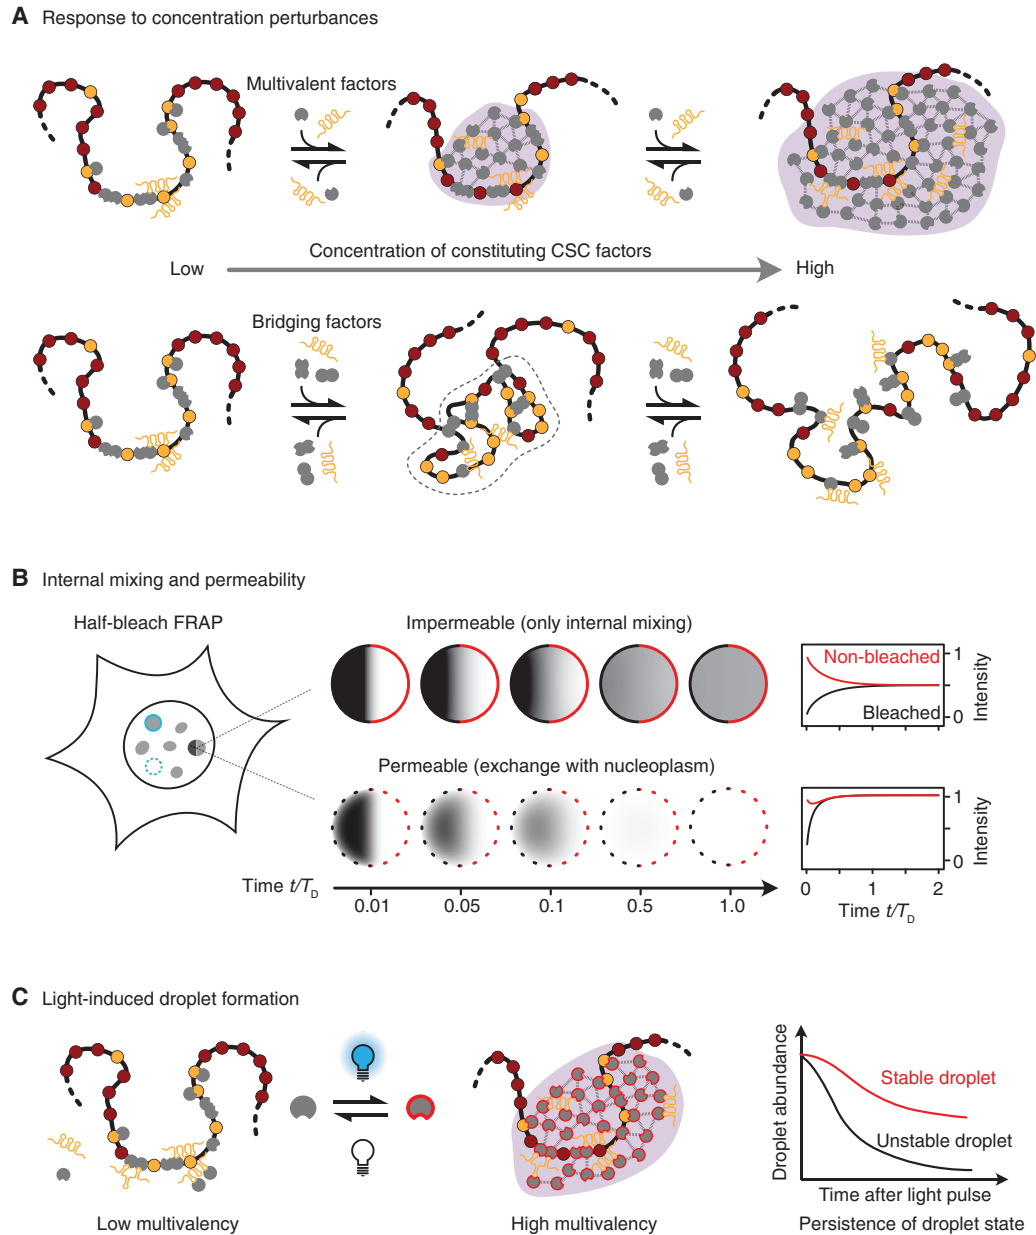 A Response to concentration perturbances
Multivalent factors
Concentration of constituting CSC factors
Low
High
Bridging factors
B Internal mixing and permeability
Half-bleach FRAP
Impermeable (only internal mixing)
Non-bleached
Bleached
1
0
Intensity
Permeable (exchange with nucleoplasm)
1
0
Intensity
0 1 2
Time t/TD
Time t/TD
0.01 0.05 0.1 0.5 1.0
C Light-induced droplet formation
Low multivalency
High multivalency
Droplet abundance
Stable droplet
Unstable droplet
Time after light pulse
Persistence of droplet state